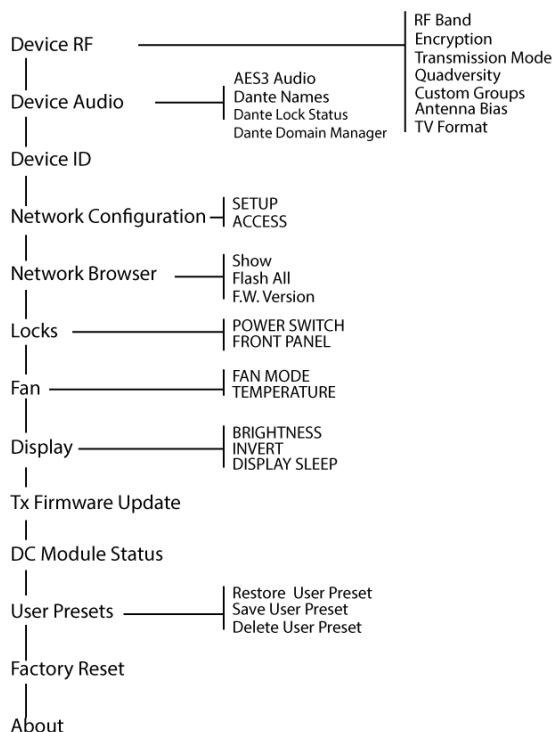 Device RF
RF Band
Encryption
Transmission Mode
Quadversity
Custom Groups
Antenna Bias
TV Format
Device Audio
AES3 Audio
Dante Names
Dante Lock Status
Dante Domain Manager
Device ID
Network Configuration
SETUP
ACCESS
Network Browser
Show
Flash All
F.W. Version
Locks
POWER SWITCH
FRONT PANEL
Fan
FAN MODE
TEMPERATURE
Display
BRIGHTNESS
INVERT
DISPLAY SLEEP
Tx Firmware Update
DC Module Status
User Presets
Restore User Preset
Save User Preset
Delete User Preset
Factory Reset
About